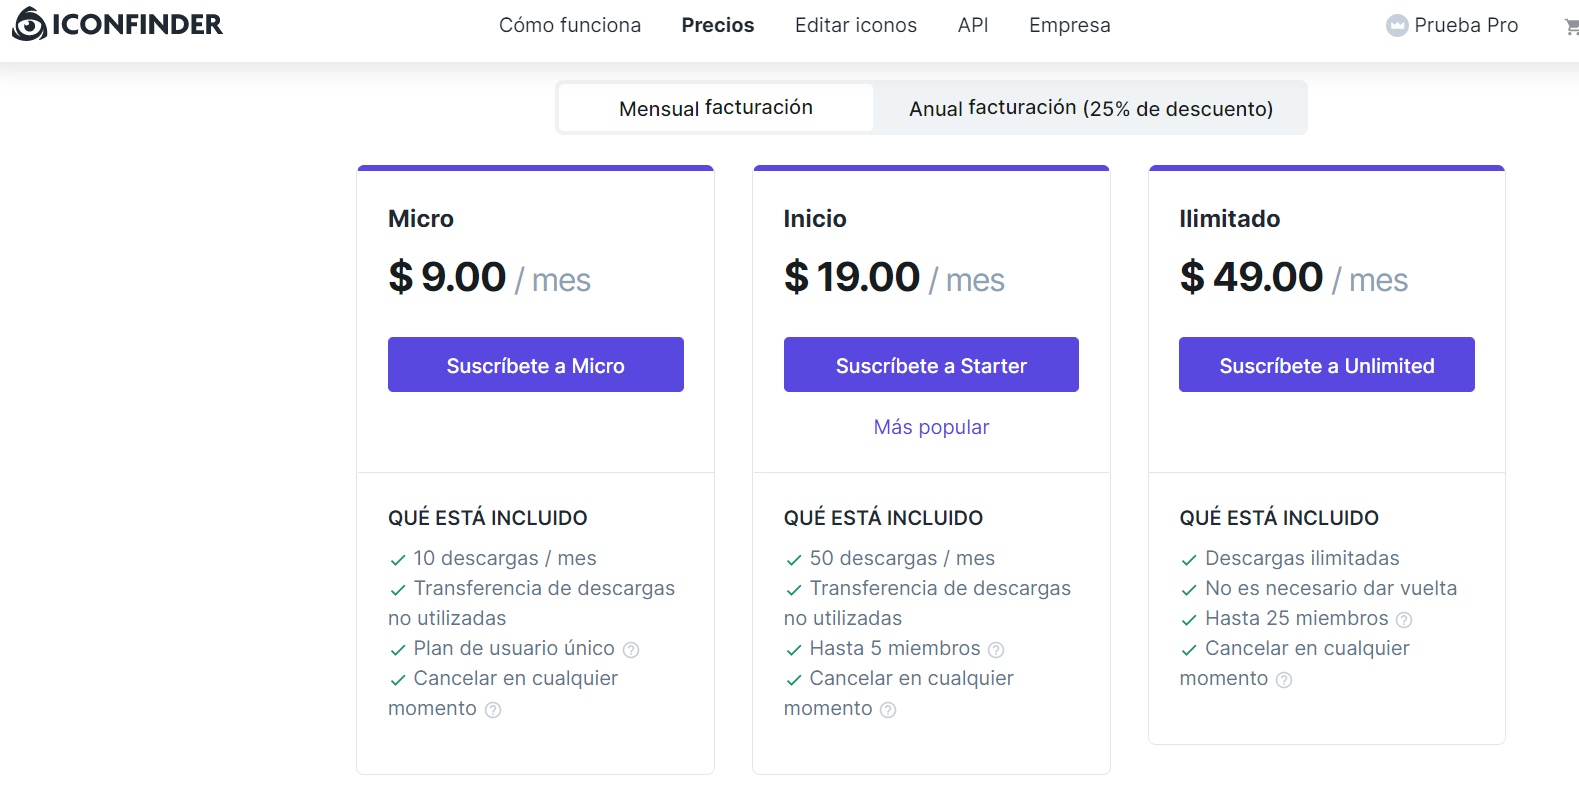 ICONFINDER
Cómo funciona Precios Editar iconos API Empresa Prueba Pro
Mensual facturación Anual facturación (25% de descuento)
Micro
$ 9.00 / mes
Suscríbete a Micro
QUÉ ESTÁ INCLUIDO
10 descargas / mes
Transferencia de descargas
no utilizadas
Plan de usuario único ?
Cancelar en cualquier
momento ?
Inicio
$ 19.00 / mes
Suscríbete a Starter
Más popular
QUÉ ESTÁ INCLUIDO
50 descargas / mes
Transferencia de descargas
no utilizadas
Hasta 5 miembros ?
Cancelar en cualquier
momento ?
Ilimitado
$ 49.00 / mes
Suscríbete a Unlimited
QUÉ ESTÁ INCLUIDO
Descargas ilimitadas
No es necesario dar vuelta
Hasta 25 miembros ?
Cancelar en cualquier
momento ?